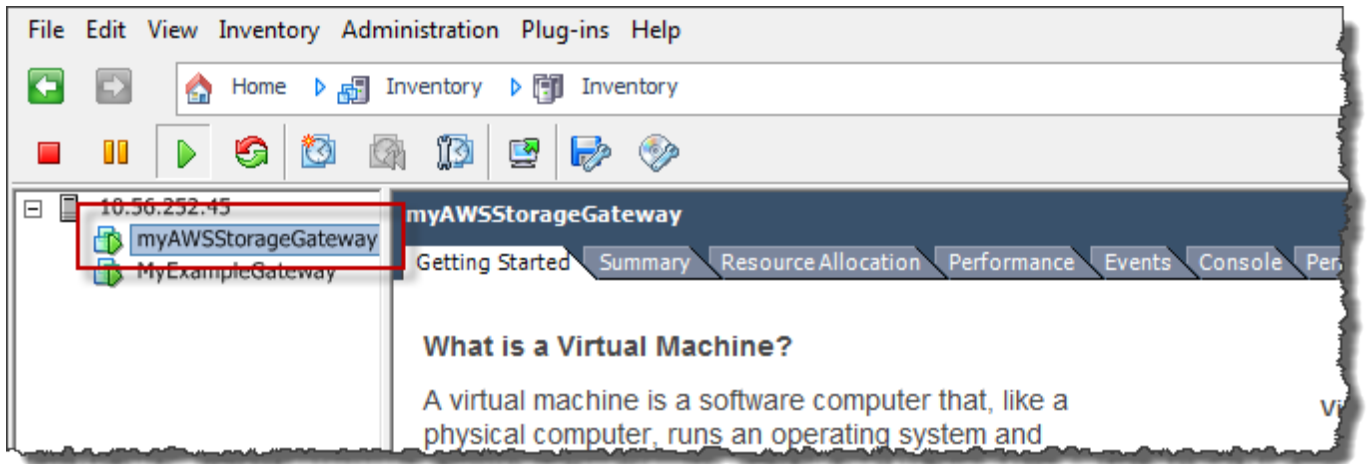 File Edit View Inventory Administration Plug-ins Help
Home Inventory Inventory
10.56.252.45
myAWSStorageGateway
MyExampleGateway
myAWSStorageGateway
Getting Started Summary Resource Allocation Performance Events Console
What is a Virtual Machine?
A virtual machine is a software computer that, like a
physical computer, runs an operating system and